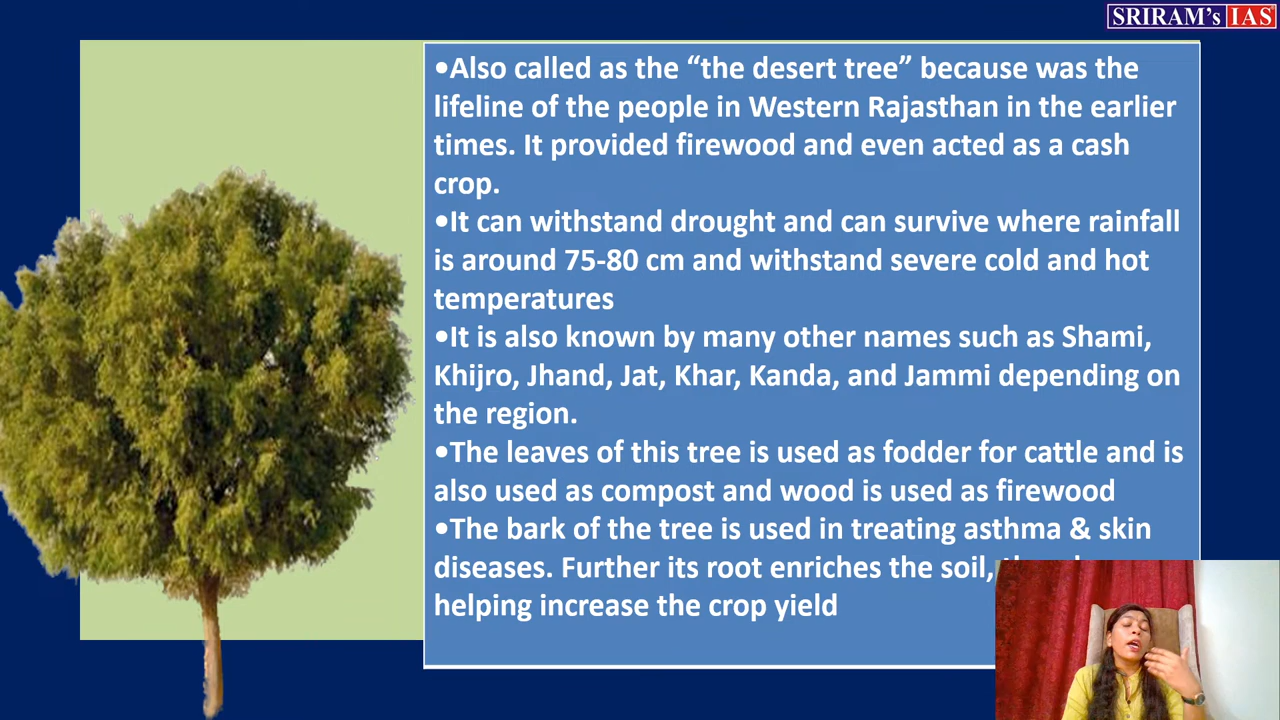 SRIRAM's IAS
•Also called as the “the desert tree” because was the
lifeline of the people in Western Rajasthan in the earlier
times. It provided firewood and even acted as a cash
crop.
•It can withstand drought and can survive where rainfall
is around 75-80 cm and withstand severe cold and hot
temperatures
•It is also known by many other names such as Shami,
Khijro, Jhand, Jat, Khar, Kanda, and Jammi depending on
the region.
•The leaves of this tree is used as fodder for cattle and is
also used as compost and wood is used as firewood
•The bark of the tree is used in treating asthma & skin
diseases. Further its root enriches the soil,
helping increase the crop yield